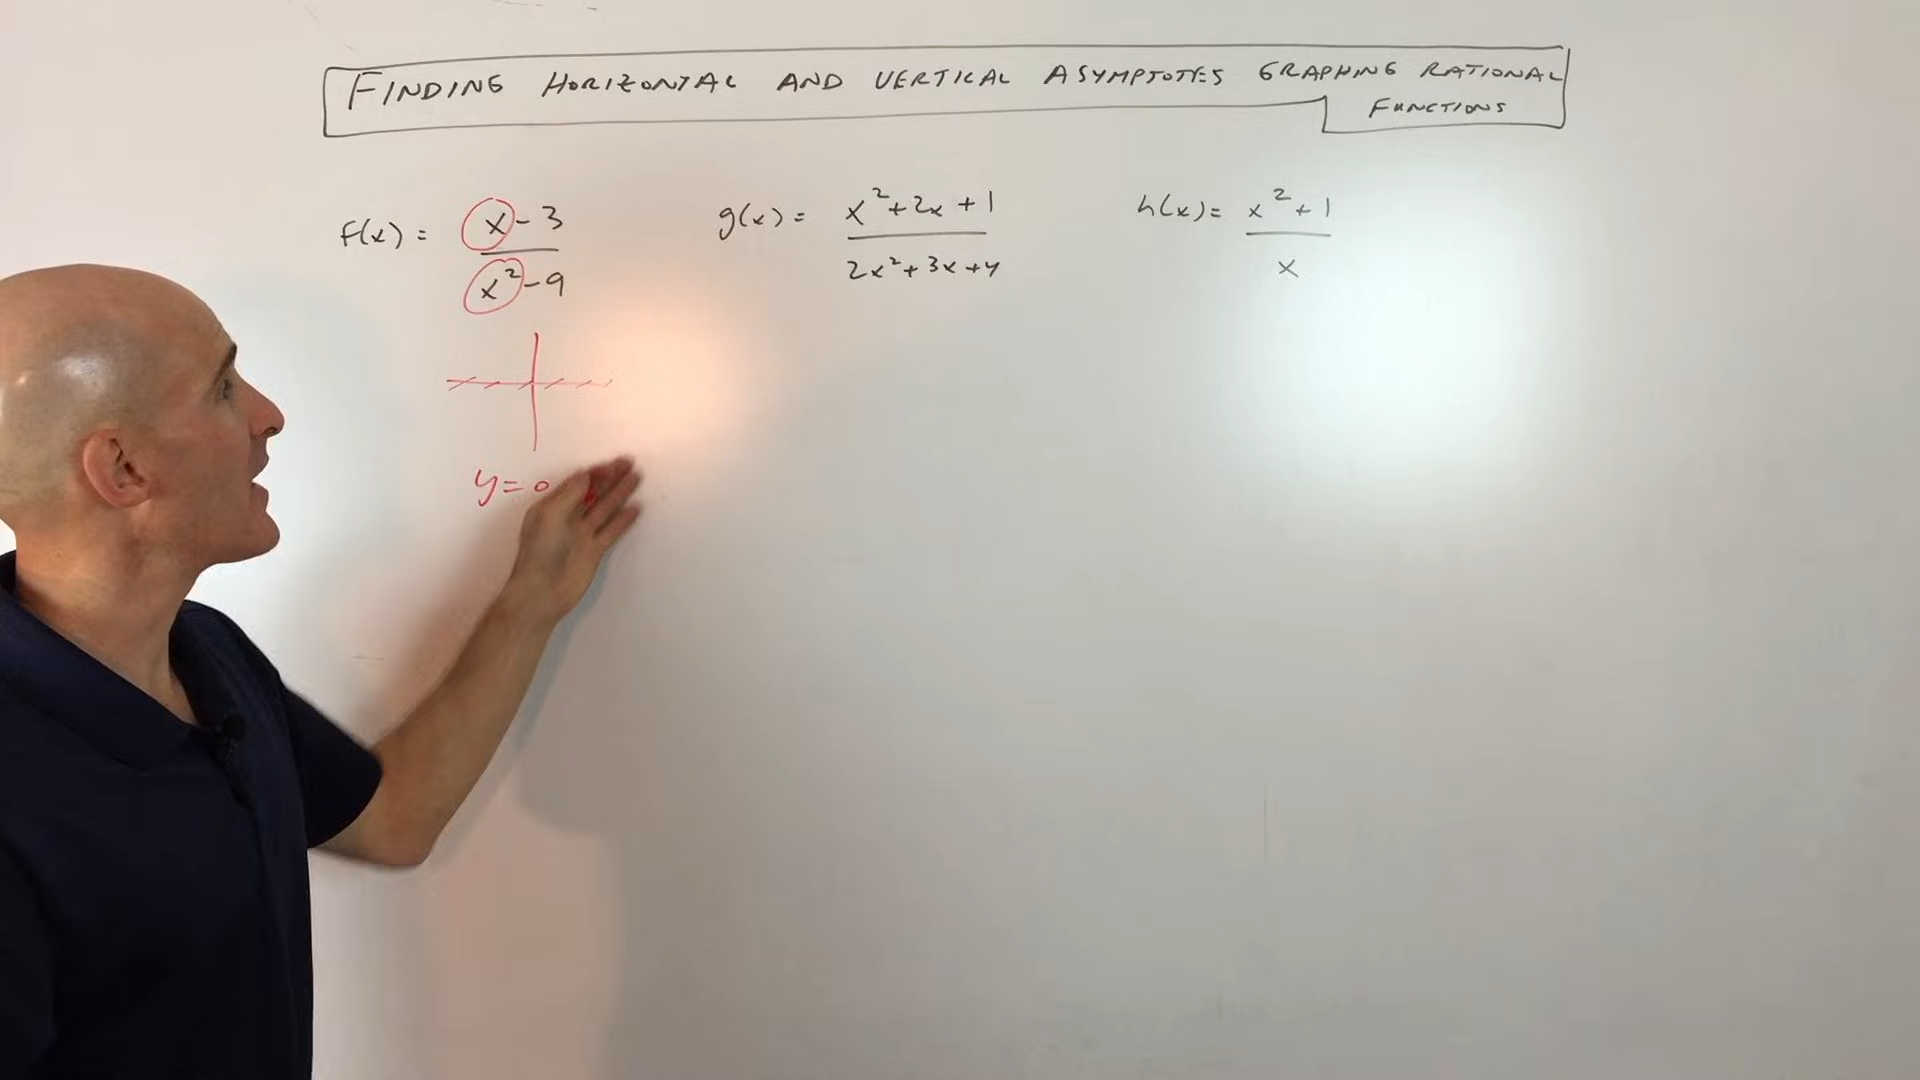 FINDING HORIZONTAL AND VERTICAL ASYMPTOTES GRAPHING RATIONAL
FUNCTIONS
f(x) = x - 3 / x² - 9
g(x) = x² + 2x + 1 / 2x² + 3x + 4
h(x) = x² + 1 / x
y = 0